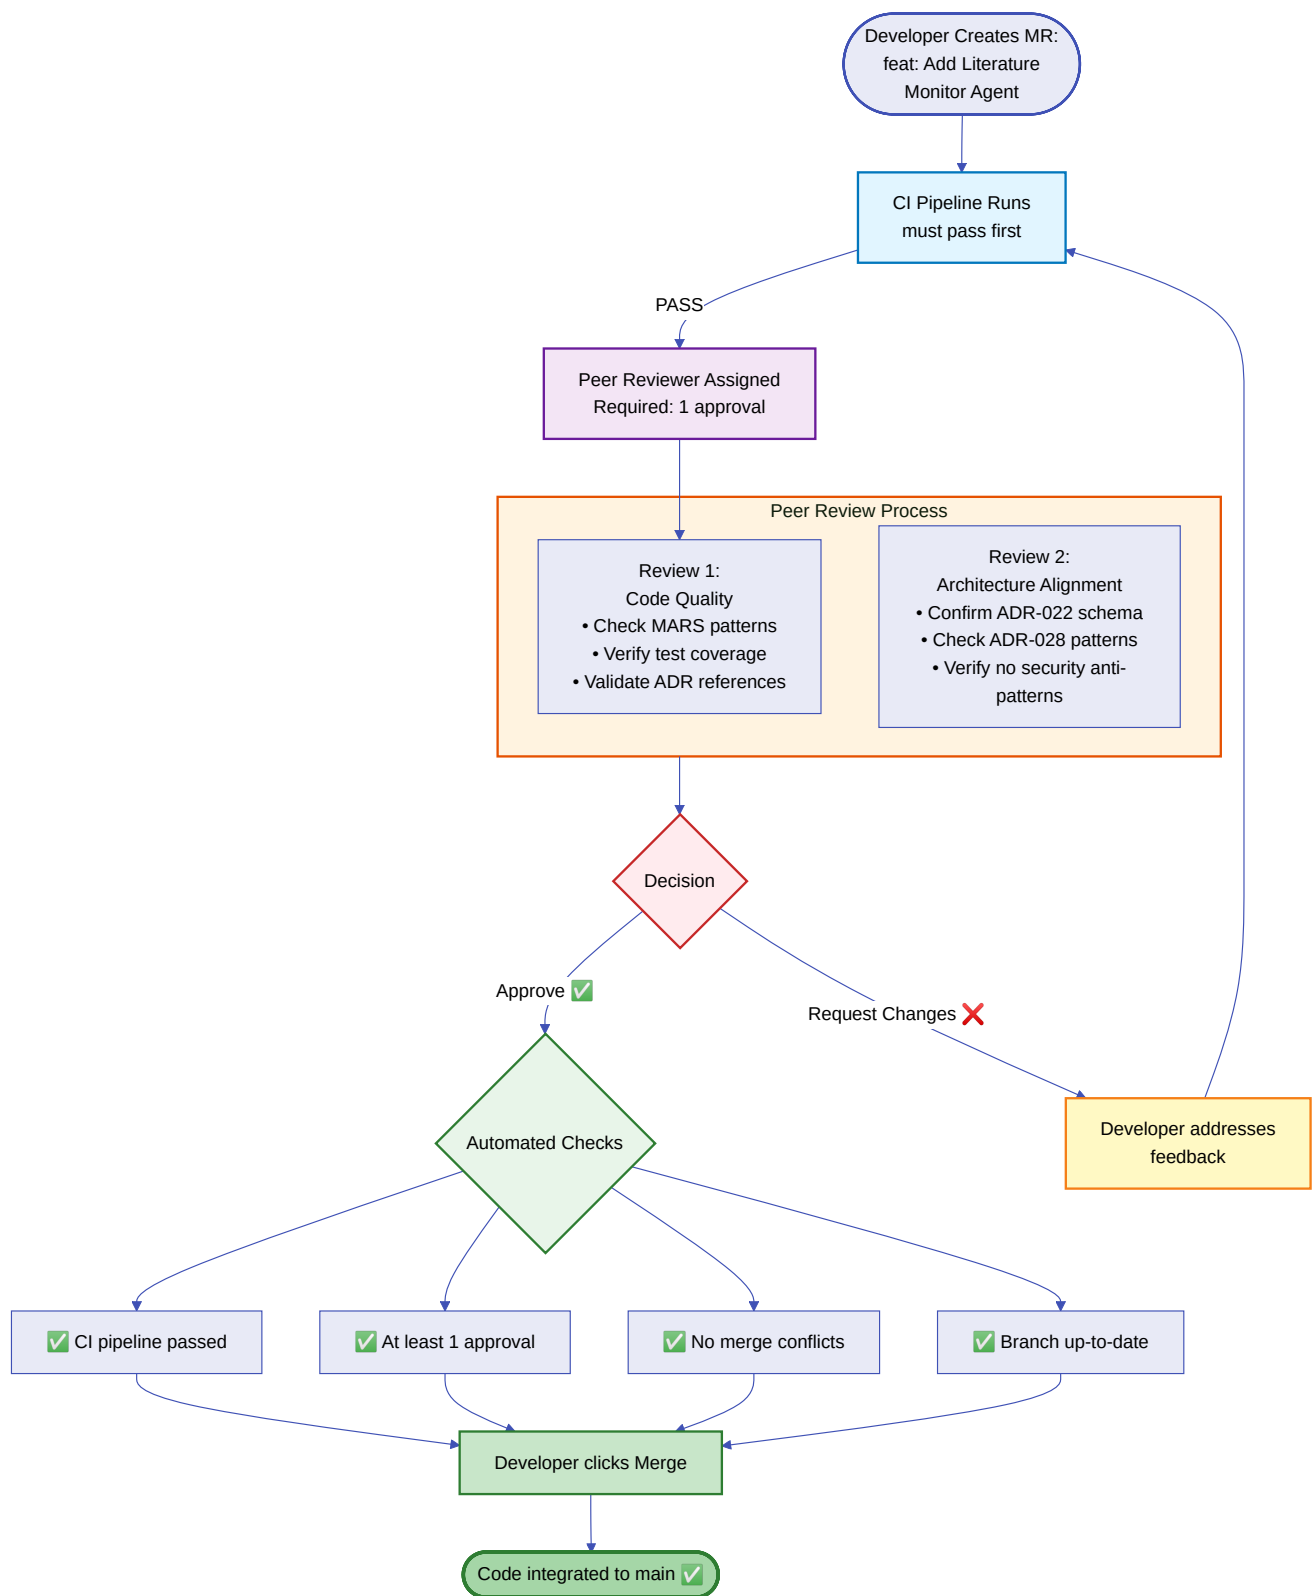 Developer Creates MR:
feat: Add Literature
Monitor Agent
CI Pipeline Runs
must pass first
PASS
Peer Reviewer Assigned
Required: 1 approval
Peer Review Process
Review 1:
Code Quality
• Check MARS patterns
• Verify test coverage
• Validate ADR references
Review 2:
Architecture Alignment
• Confirm ADR-022 schema
• Check ADR-028 patterns
• Verify no security anti-
patterns
Decision
Approve ✅
Request Changes ❌
Automated Checks
Developer addresses
feedback
✅ CI pipeline passed
✅ At least 1 approval
✅ No merge conflicts
✅ Branch up-to-date
Developer clicks Merge
Code integrated to main ✅